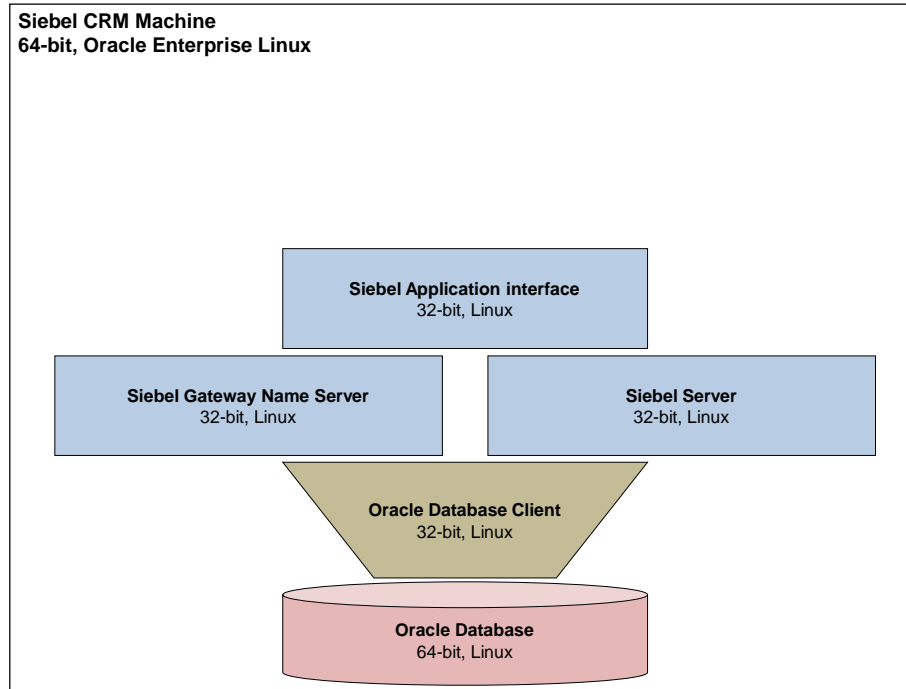 Siebel CRM Machine
64-bit, Oracle Enterprise Linux
Siebel Application interface
32-bit, Linux
Siebel Gateway Name Server
32-bit, Linux
Siebel Server
32-bit, Linux
Oracle Database Client
32-bit, Linux
Oracle Database
64-bit, Linux